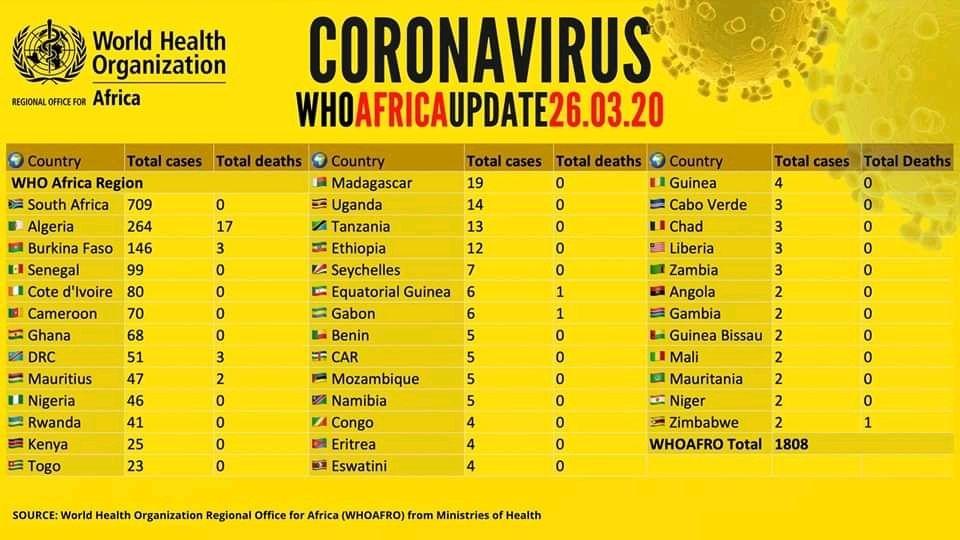 World Health
Organization
REGIONAL OFFICE FOR Africa
CORONAVIRUS
WHOAFRICAUPDATE26.03.20
Country Total cases Total deaths Country Total cases Total deaths Country Total cases Total Deaths
WHO Africa Region Madagascar 19 0 Guinea 4 0
South Africa 709 0 Uganda 14 0 Cabo Verde 3 0
Algeria 264 17 Tanzania 13 0 Chad 3 0
Burkina Faso 146 3 Ethiopia 12 0 Liberia 3 0
Senegal 99 0 Seychelles 7 0 Zambia 3 0
Cote d'Ivoire 80 0 Equatorial Guinea 6 1 Angola 2 0
Cameroon 70 0 Gabon 6 1 Gambia 2 0
Ghana 68 0 Benin 5 0 Guinea Bissau 2 0
DRC 51 3 CAR 5 0 Mali 2 0
Mauritius 47 2 Mozambique 5 0 Mauritania 2 0
Nigeria 46 0 Namibia 5 0 Niger 2 0
Rwanda 41 0 Congo 4 0 Zimbabwe 2 1
Kenya 25 0 Eritrea 4 0 WHOAFRO Total 1808
Togo 23 0 Eswatini 4 0
SOURCE: World Health Organization Regional Office for Africa (WHOAFRO) from Ministries of Health